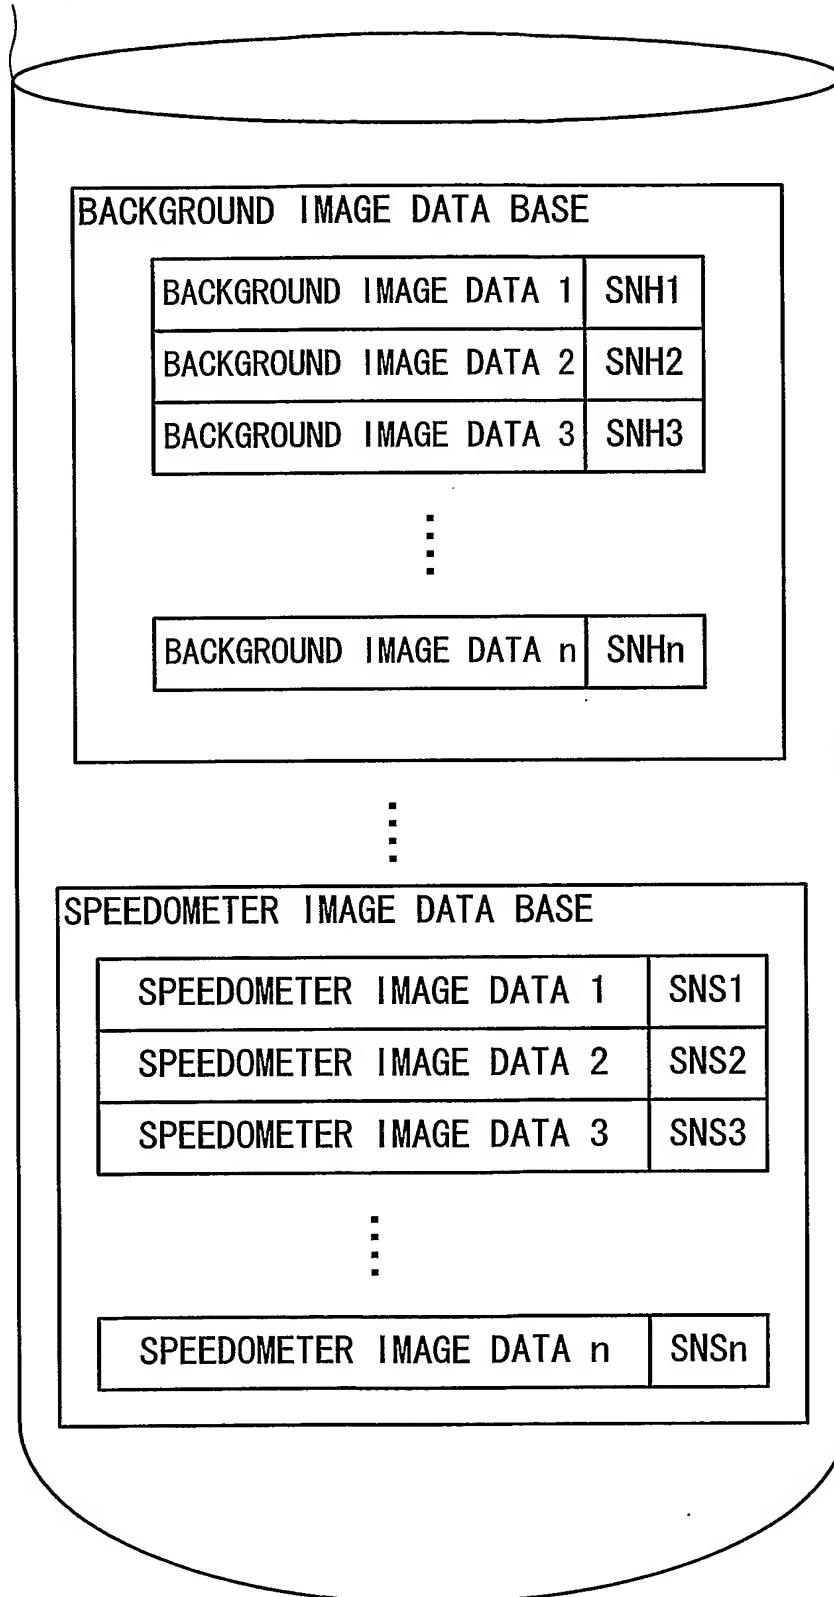 BACKGROUND IMAGE DATA BASE
BACKGROUND IMAGE DATA 1 SNH1
BACKGROUND IMAGE DATA 2 SNH2
BACKGROUND IMAGE DATA 3 SNH3
BACKGROUND IMAGE DATA n SNHn
SPEEDOMETER IMAGE DATA BASE
SPEEDOMETER IMAGE DATA 1 SNS1
SPEEDOMETER IMAGE DATA 2 SNS2
SPEEDOMETER IMAGE DATA 3 SNS3
SPEEDOMETER IMAGE DATA n SNSn